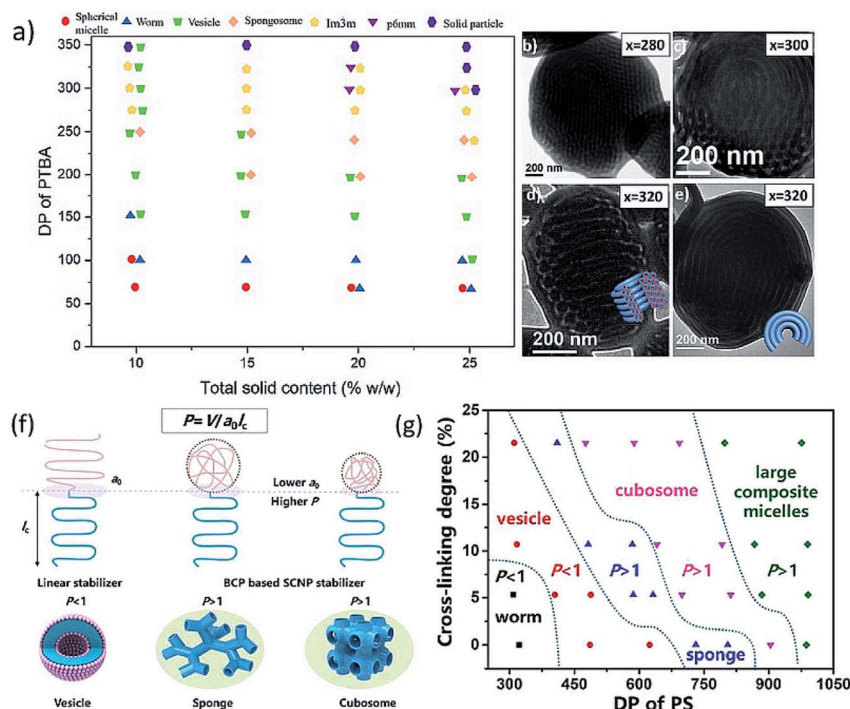 a)
Spherical micelle
Worm
Vesicle
Spongosome
Im3m
p6mm
Solid particle
DP of PTBA
350
300
250
200
150
100
50
0
10
15
20
25
Total solid content (% w/w)
b)
x=280
200 nm
c)
x=300
200 nm
d)
x=320
200 nm
e)
x=320
200 nm
(f)
P= V/a₀lc
a₀
Lower a₀
Higher P
lc
Linear stabilizer
BCP based SCNP stabilizer
P<1
P>1
P>1
Vesicle
Sponge
Cubosome
(g)
Cross-linking degree (%)
25
20
15
10
5
0
cubosome
large
composite
micelles
vesicle
P<1
P<1
P>1
P>1
P>1
worm
sponge
300
450
600
750
900
1050
DP of PS